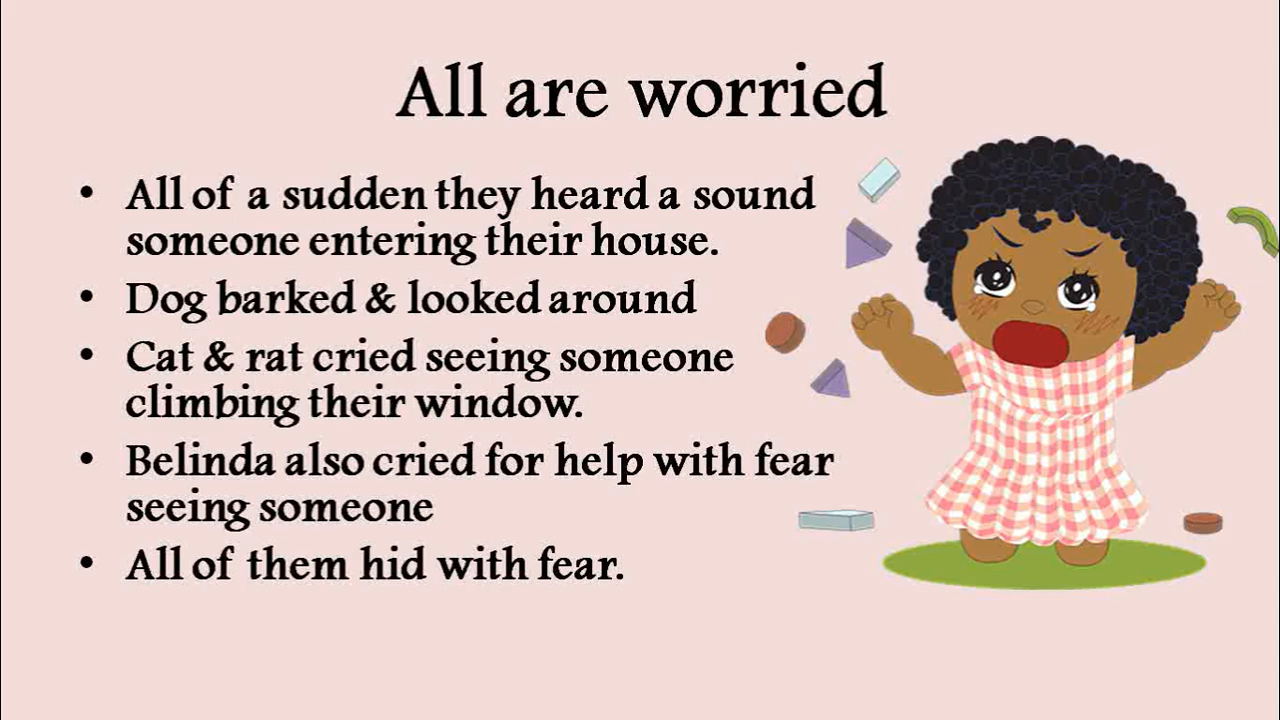 All are worried
• All of a sudden they heard a sound
someone entering their house.
• Dog barked & looked around
• Cat & rat cried seeing someone
climbing their window.
• Belinda also cried for help with fear
seeing someone
• All of them hid with fear.